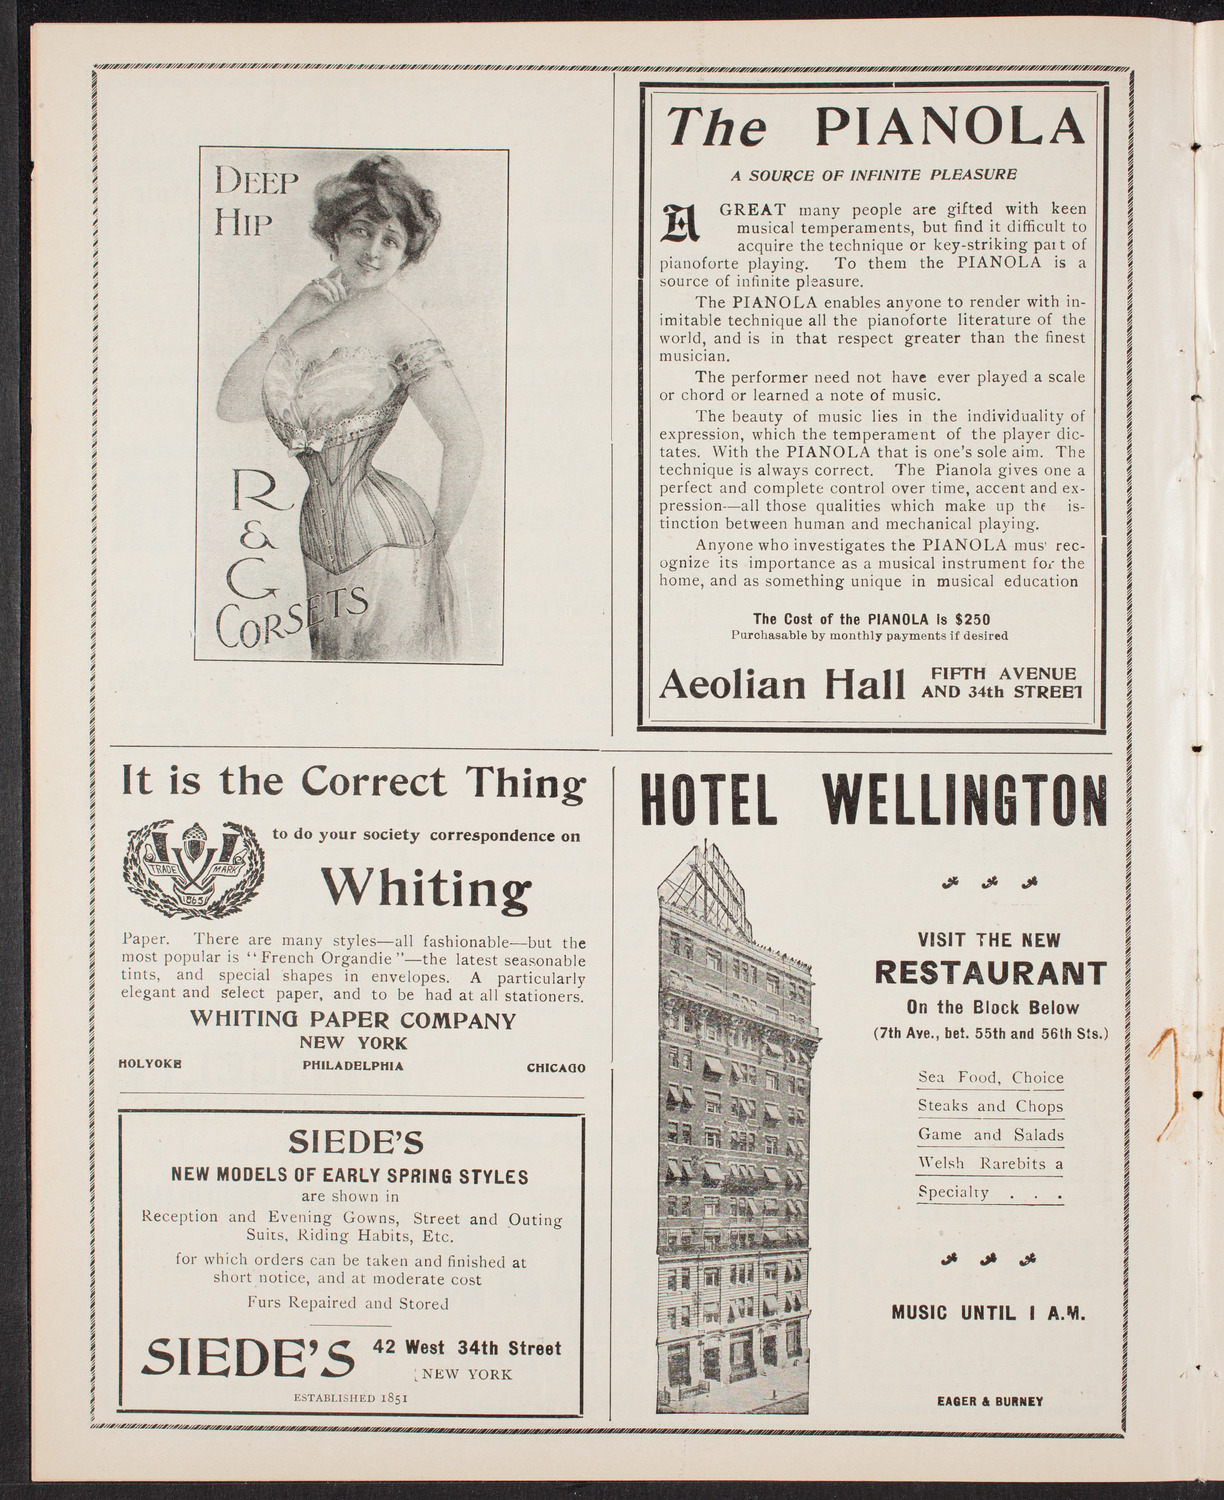 DEEP
HIP
R
&
G
CORSETS
The PIANOLA
A SOURCE OF INFINITE PLEASURE
A GREAT many people are gifted with keen
musical temperaments, but find it difficult to
acquire the technique or key-striking part of
pianoforte playing. To them the PIANOLA is a
source of infinite pleasure.
The PIANOLA enables anyone to render with in-
imitable technique all the pianoforte literature of the
world, and is in that respect greater than the finest
musician.
The performer need not have ever played a scale
or chord or learned a note of music.
The beauty of music lies in the individuality of
expression, which the temperament of the player dic-
tates. With the PIANOLA that is one's sole aim. The
technique is always correct. The Pianola gives one a
perfect and complete control over time, accent and ex-
pression—all those qualities which make up the is-
tinction between human and mechanical playing.
Anyone who investigates the PIANOLA mus' rec-
ognize its importance as a musical instrument for the
home, and as something unique in musical education
The Cost of the PIANOLA is $250
Purchasable by monthly payments if desired
Aeolian Hall FIFTH AVENUE
AND 34th STREET
It is the Correct Thing
to do your society correspondence on
TRADE MARK
1865
Whiting
Paper. There are many styles—all fashionable—but the
most popular is "French Organdie"—the latest seasonable
tints, and special shapes in envelopes. A particularly
elegant and select paper, and to be had at all stationers.
WHITING PAPER COMPANY
NEW YORK
HOLYOKE PHILADELPHIA CHICAGO
SIEDE'S
NEW MODELS OF EARLY SPRING STYLES
are shown in
Reception and Evening Gowns, Street and Outing
Suits, Riding Habits, Etc.
for which orders can be taken and finished at
short notice, and at moderate cost
Furs Repaired and Stored
SIEDE'S 42 West 34th Street
NEW YORK
ESTABLISHED 1851
HOTEL WELLINGTON
VISIT THE NEW
RESTAURANT
On the Block Below
(7th Ave., bet. 55th and 56th Sts.)
Sea Food, Choice
Steaks and Chops
Game and Salads
Welsh Rarebits a
Specialty . . .
MUSIC UNTIL 1 A.M.
EAGER & BURNEY